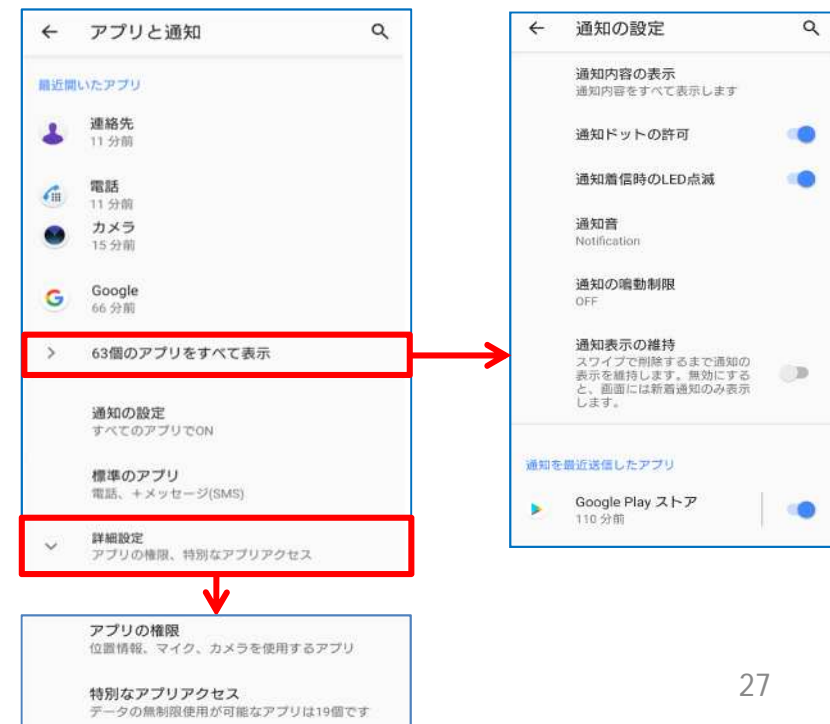 アプリと通知
最近開いたアプリ
連絡先
11 分前
電話
11 分前
カメラ
15 分前
Google
66 分前
63個のアプリをすべて表示
通知の設定
すべてのアプリでON
標準のアプリ
電話、+メッセージ(SMS)
詳細設定
アプリの権限、特別なアプリアクセス
アプリの権限
位置情報、マイク、カメラを使用するアプリ
特別なアプリアクセス
データの無制限使用が可能なアプリは19個です
通知の設定
通知内容の表示
通知内容をすべて表示します
通知ドットの許可
通知着信時のLED点滅
通知音
Notification
通知の鳴動制限
OFF
通知表示の維持
スワイプで削除するまで通知の
表示を維持します。無効にする
と、画面には新着通知のみ表示
します。
通知を最近送信したアプリ
Google Play ストア
110 分前
27